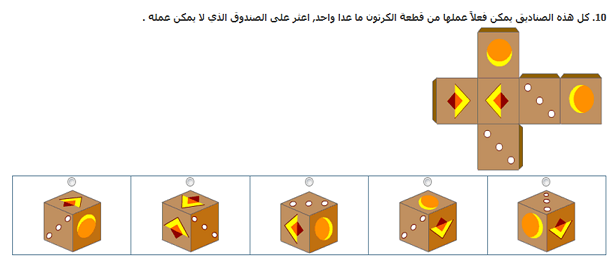 10. كل هذه الصناديق يمكن فعلاً عملها من قطعة الكرتون ما عدا واحد, اعثر على الصندوق الذي لا يمكن عمله .